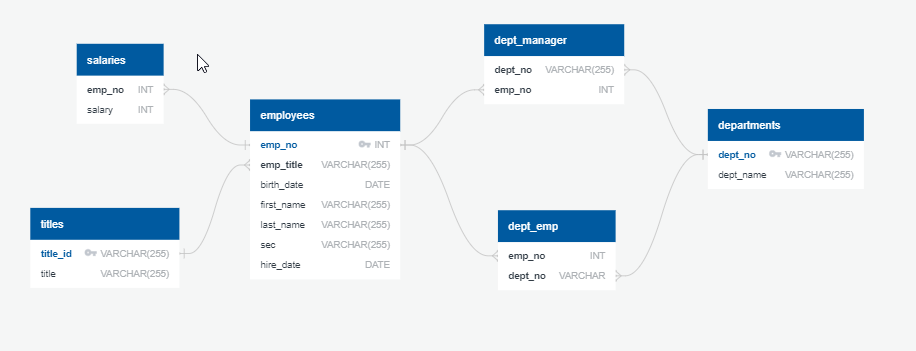 salaries
emp_no INT
salary INT
titles
title_id VARCHAR(255)
title VARCHAR(255)
employees
emp_no INT
emp_title VARCHAR(255)
birth_date DATE
first_name VARCHAR(255)
last_name VARCHAR(255)
sec VARCHAR(255)
hire_date DATE
dept_manager
dept_no VARCHAR(255)
emp_no INT
dept_emp
emp_no INT
dept_no VARCHAR
departments
dept_no VARCHAR(255)
dept_name VARCHAR(255)